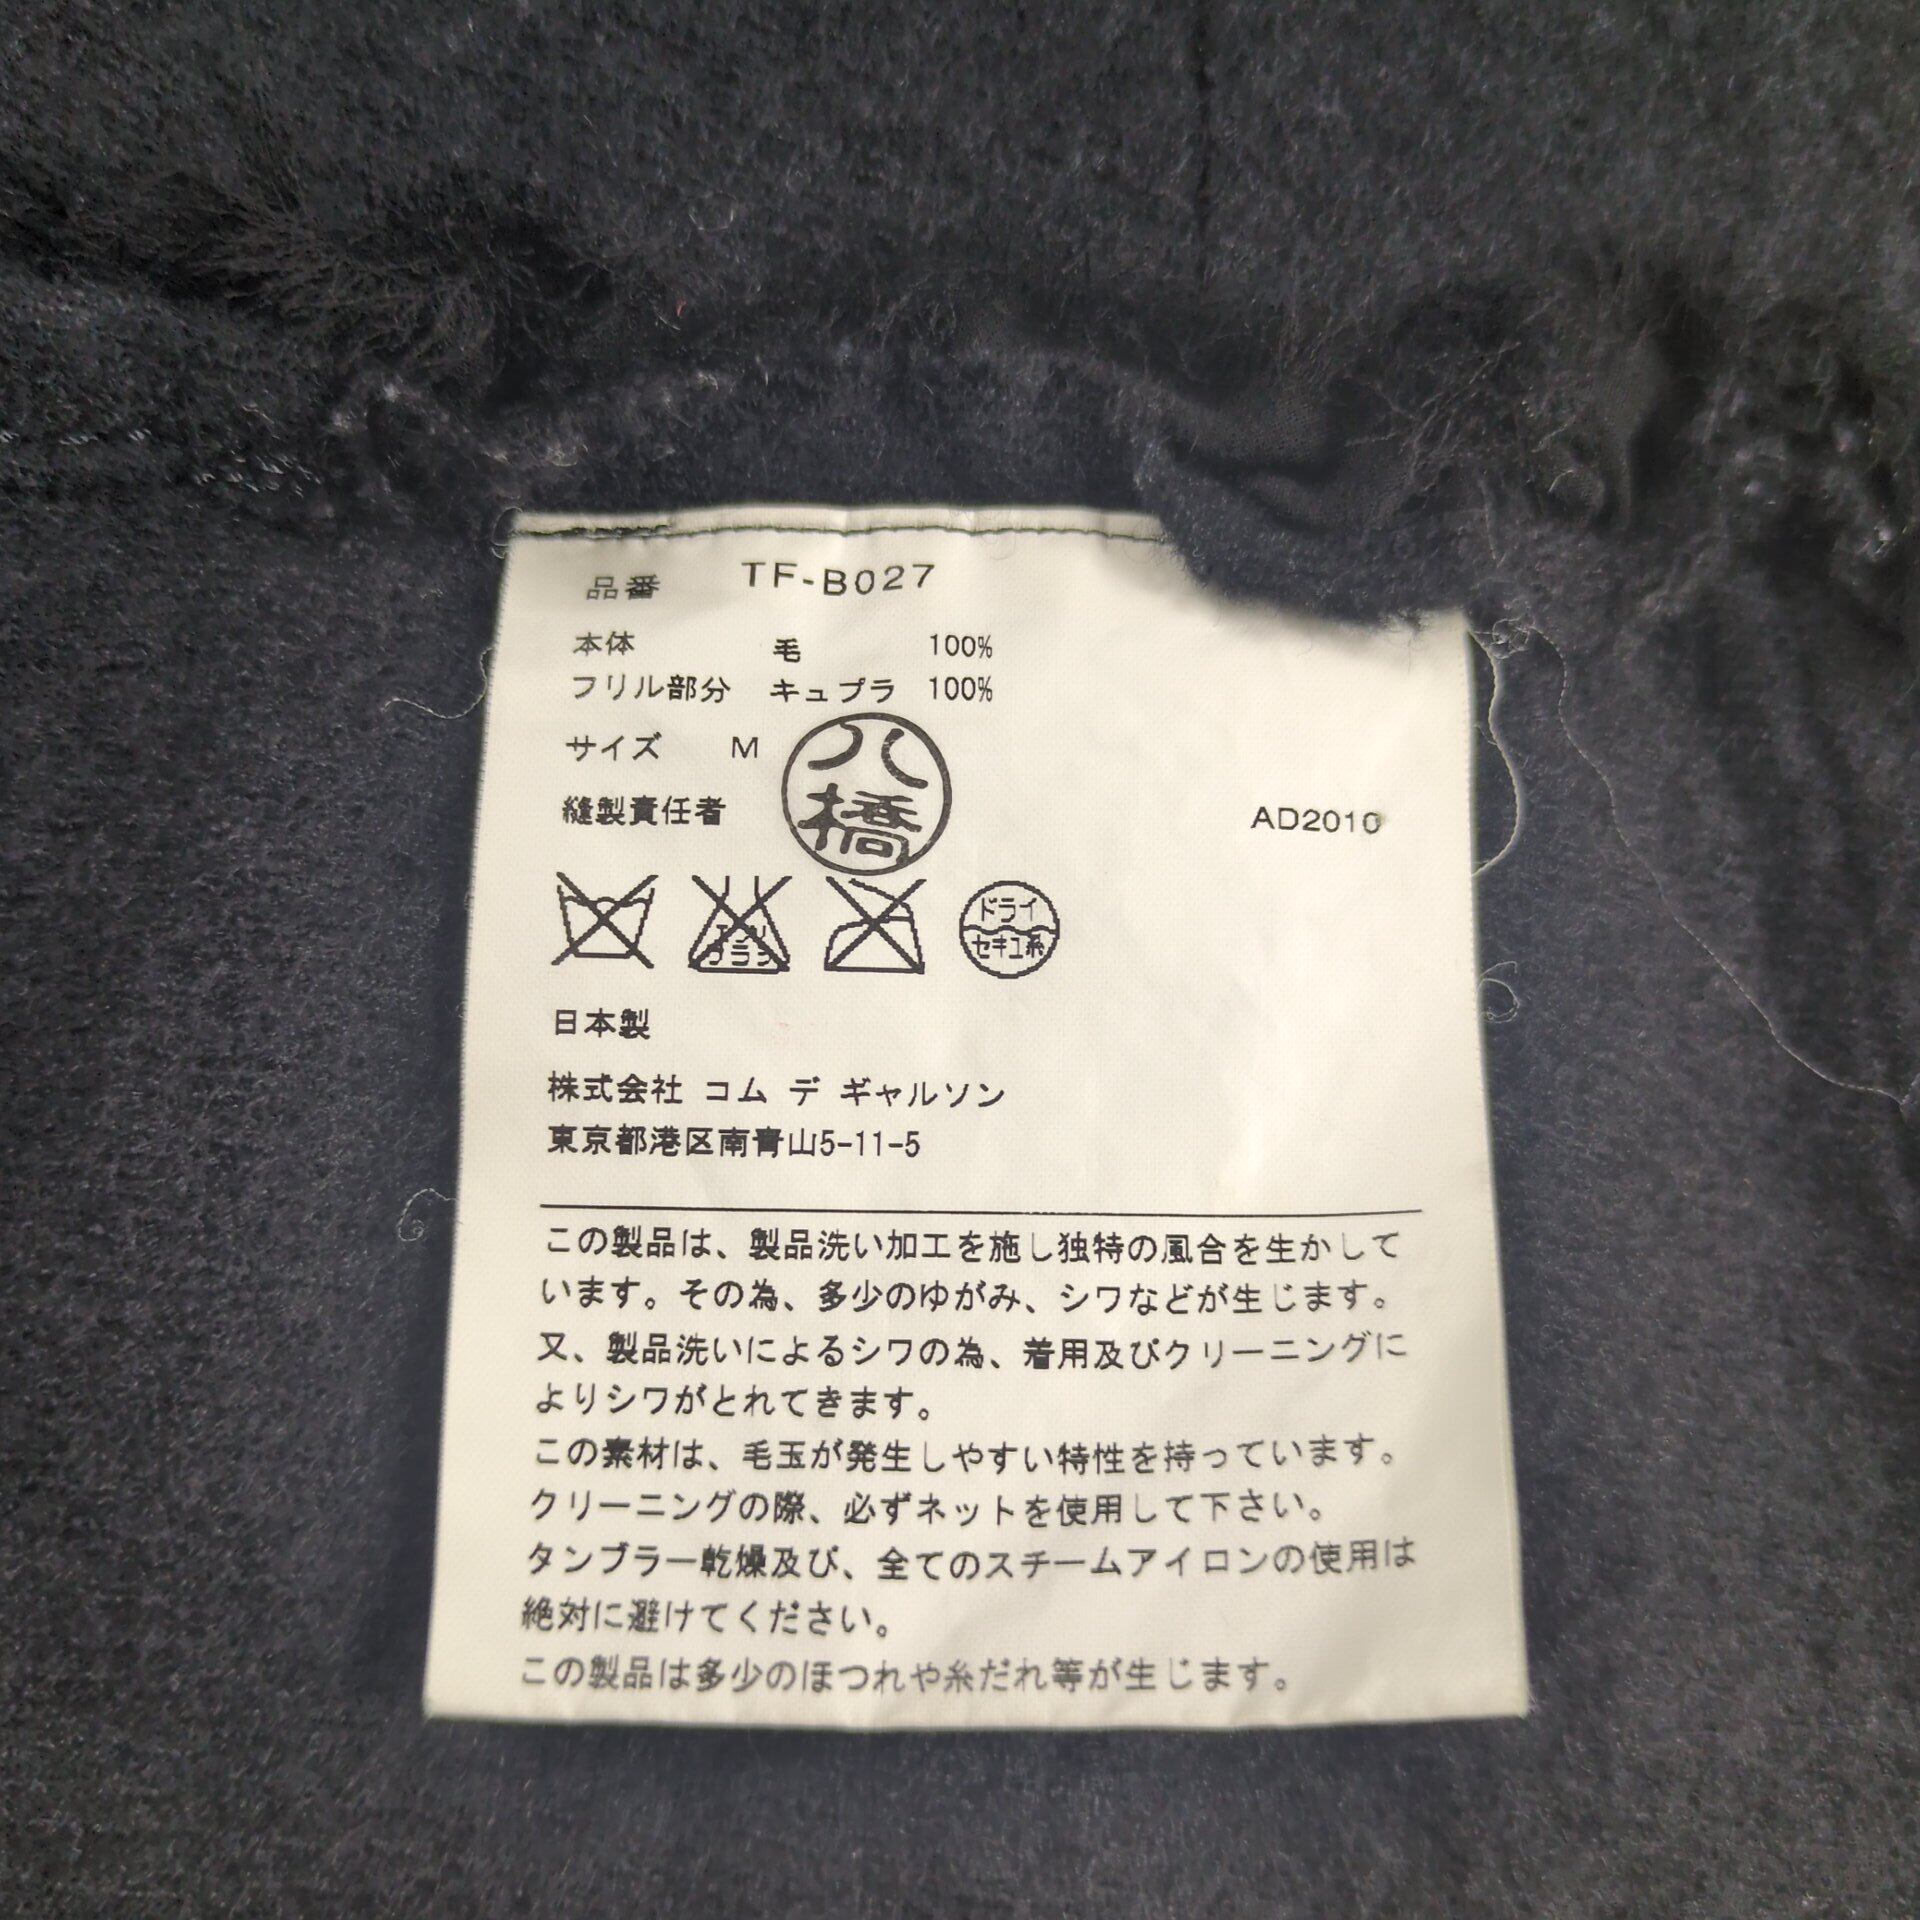 品番 TF-B027
本体 毛 100%
フリル部分 キュプラ 100%
サイズ M
八橋
縫製責任者
AD2010
エンソ
サラシ
ドライ
セキユ系
日本製
株式会社 コム デ ギャルソン
東京都港区南青山5-11-5
この製品は、製品洗い加工を施し独特の風合を生かして
います。その為、多少のゆがみ、シワなどが生じます。
又、製品洗いによるシワの為、着用及びクリーニングに
よりシワがとれてきます。
この素材は、毛玉が発生しやすい特性を持っています。
クリーニングの際、必ずネットを使用して下さい。
タンブラー乾燥及び、全てのスチームアイロンの使用は
絶対に避けてください。
この製品は多少のほつれや糸だれ等が生じます。